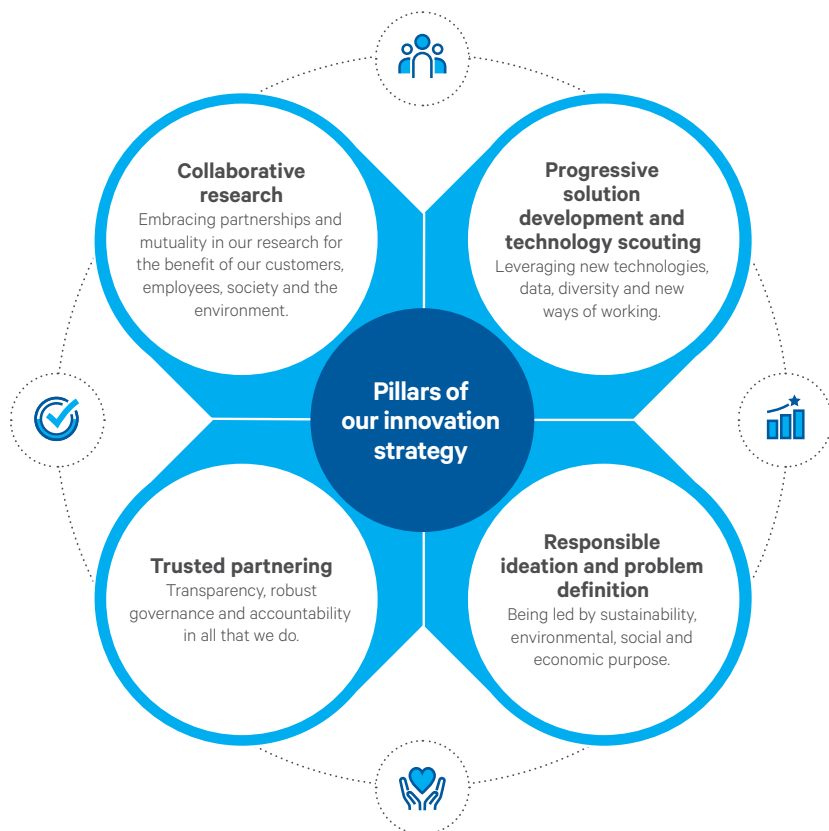 Collaborative
research
Embracing partnerships and
mutuality in our research for
the benefit of our customers,
employees, society and the
environment.
Progressive
solution
development and
technology scouting
Leveraging new technologies,
data, diversity and new
ways of working.
Pillars of
our innovation
strategy
Trusted partnering
Transparency, robust
governance and accountability
in all that we do.
Responsible
ideation and problem
definition
Being led by sustainability,
environmental, social and
economic purpose.